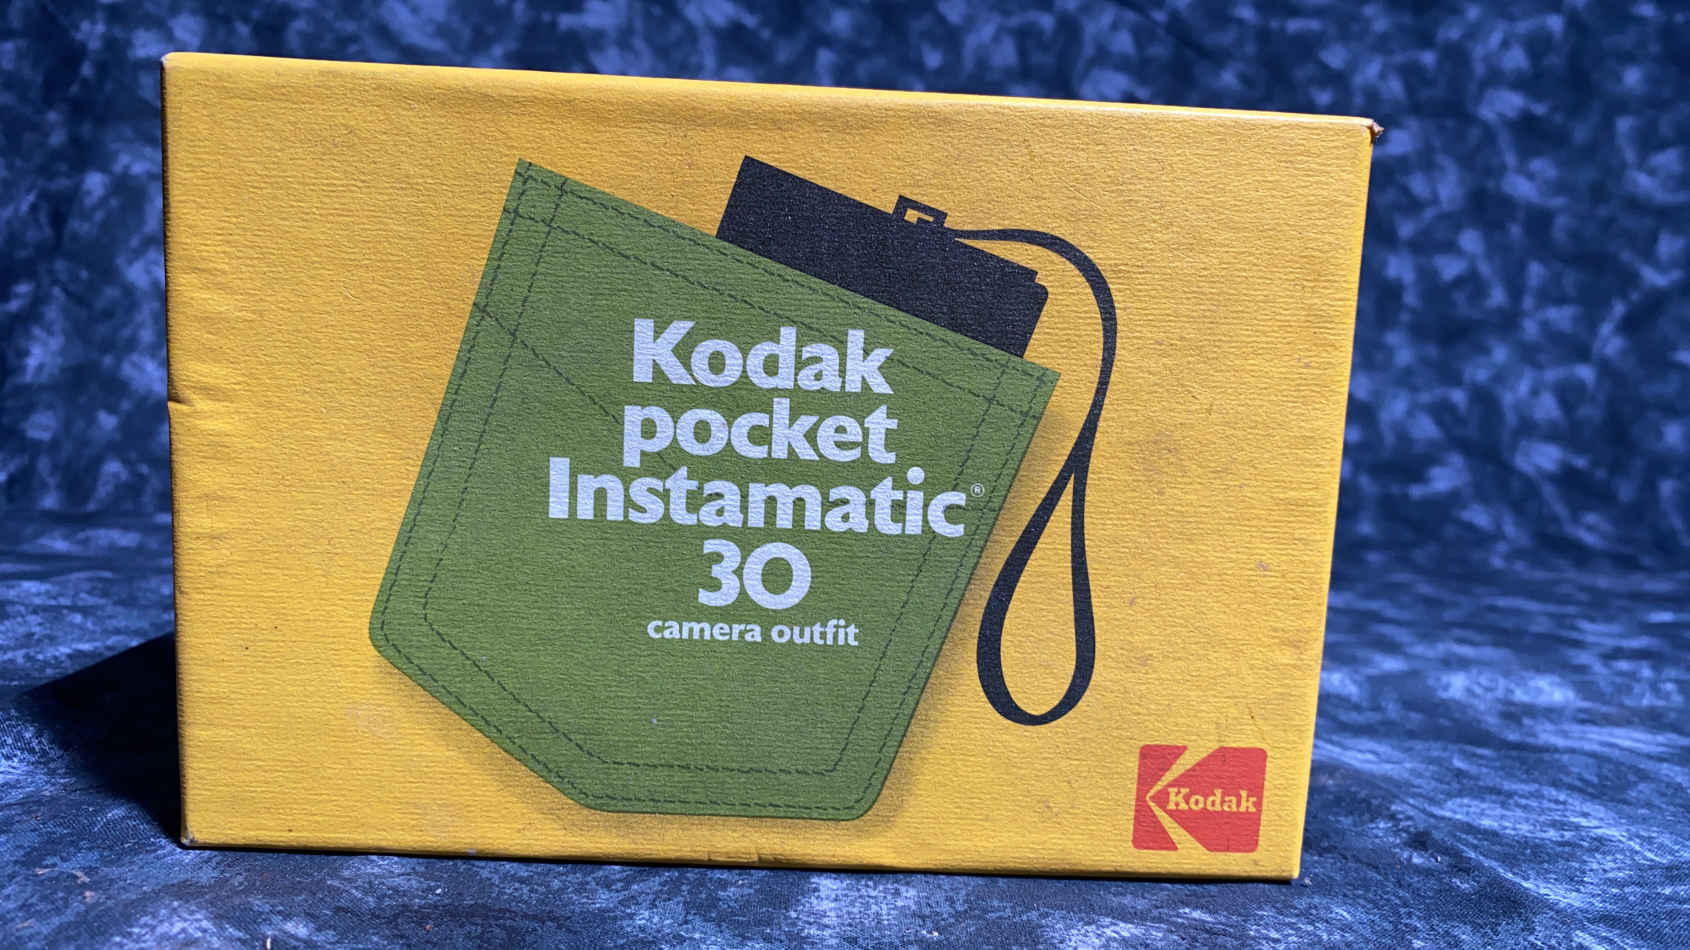 Kodak
pocket
Instamatic®
30
camera outfit
Kodak